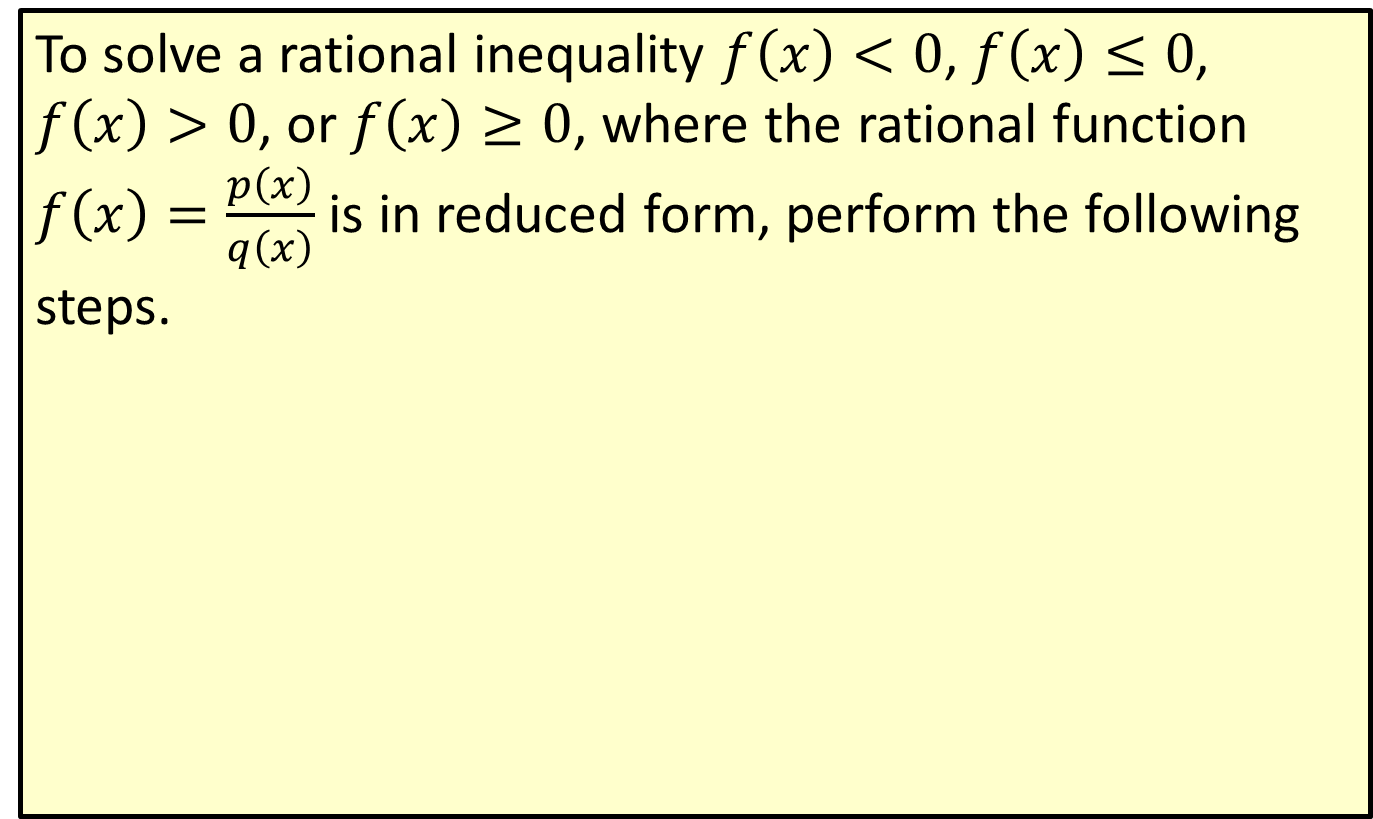 To solve a rational inequality 𝑓(𝑥) < 0, 𝑓(𝑥) ≤ 0,
𝑓(𝑥) > 0, or 𝑓(𝑥) ≥ 0, where the rational function
𝑓(𝑥) = 𝑝(𝑥)/𝑞(𝑥) is in reduced form, perform the following
steps.